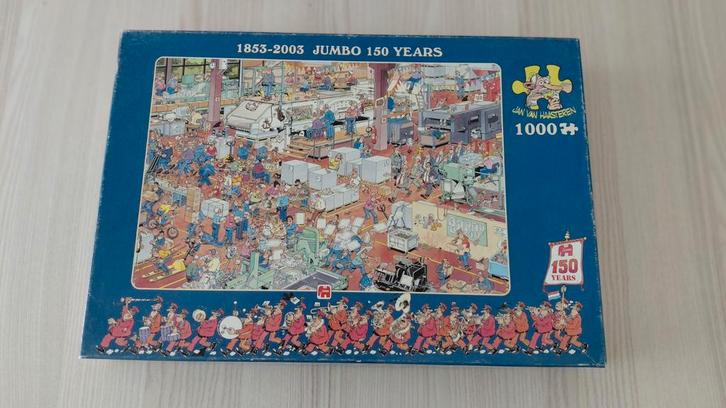 1853-2003 JUMBO 150 YEARS
JAN VAN HAASTEREN
1000
150
YEARS